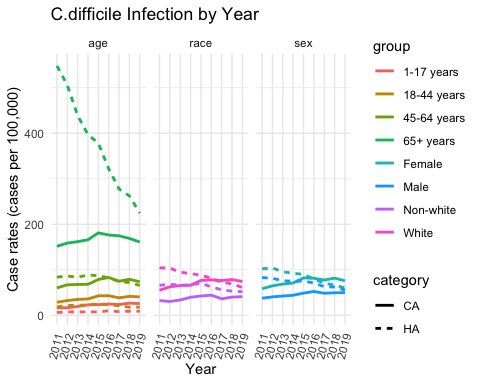 C.difficile Infection by Year
age
race
sex
Case rates (cases per 100,000)
400
200
0
2011
2012
2013
2014
2015
2016
2017
2018
2019
2011
2012
2013
2014
2015
2016
2017
2018
2019
2011
2012
2013
2014
2015
2016
2017
2018
2019
Year
group
1-17 years
18-44 years
45-64 years
65+ years
Female
Male
Non-white
White
category
CA
HA